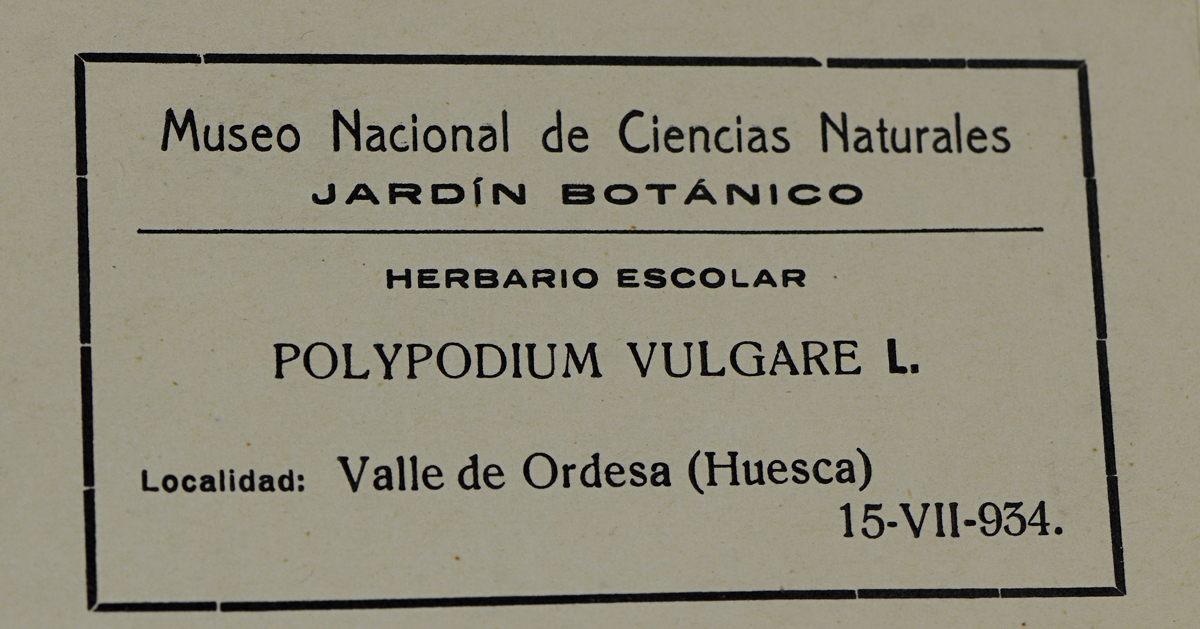 Museo Nacional de Ciencias Naturales
JARDÍN BOTÁNICO
HERBARIO ESCOLAR
POLYPODIUM VULGARE L.
Localidad: Valle de Ordesa (Huesca)
15-VII-934.